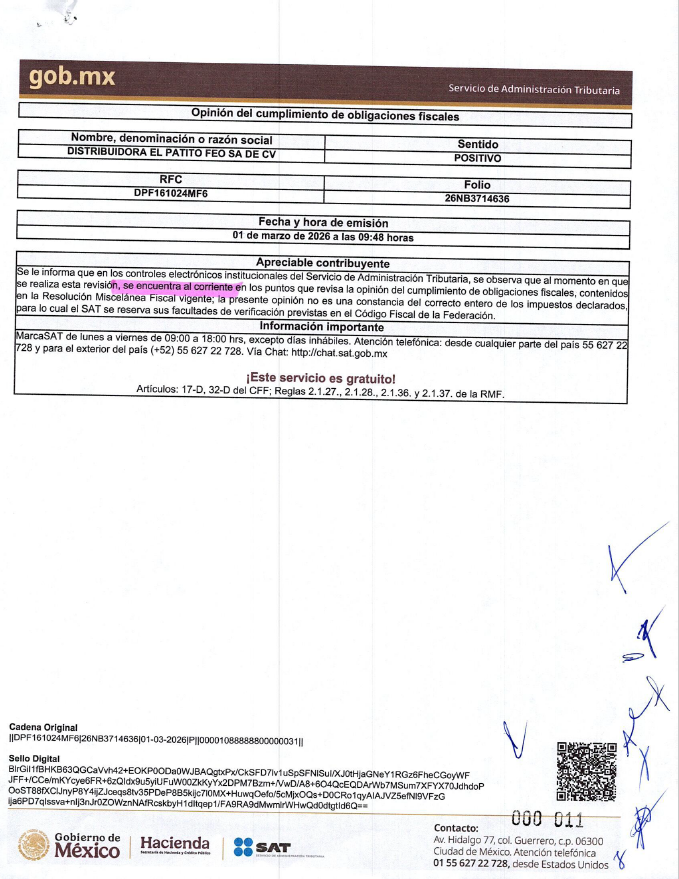 gob.mx
Servicio de Administración Tributaria
Opinión del cumplimiento de obligaciones fiscales
Nombre, denominación o razón social
Sentido
DISTRIBUIDORA EL PATITO FEO SA DE CV
POSITIVO
RFC
Folio
DPF161024MF6
26NB3714636
Fecha y hora de emisión
01 de marzo de 2026 a las 09:48 horas
Apreciable contribuyente
Se le informa que en los controles electrónicos institucionales del Servicio de Administración Tributaria, se observa que al momento en que
se realiza esta revisión, se encuentra al corriente en los puntos que revisa la opinión del cumplimiento de obligaciones fiscales, contenidos
en la Resolución Miscelánea Fiscal vigente; la presente opinión no es una constancia del correcto entero de los impuestos declarados,
para lo cual el SAT se reserva sus facultades de verificación previstas en el Código Fiscal de la Federación.
Información importante
MarcaSAT de lunes a viernes de 09:00 a 18:00 hrs, excepto días inhábiles. Atención telefónica: desde cualquier parte del país 55 627 22
728 y para el exterior del país (+52) 55 627 22 728. Vía Chat: http://chat.sat.gob.mx
¡Este servicio es gratuito!
Artículos: 17-D, 32-D del CFF; Reglas 2.1.27., 2.1.28., 2.1.36. y 2.1.37. de la RMF.
Cadena Original
||DPF161024MF6|26NB3714636|01-03-2026|P||00001088888800000031||
Sello Digital
000 011
Gobierno de
México
Hacienda
Secretaría de Hacienda y Crédito Público
SAT
SERVICIO DE ADMINISTRACIÓN TRIBUTARIA
Contacto:
Av. Hidalgo 77, col. Guerrero, c.p. 06300
Ciudad de México. Atención telefónica
01 55 627 22 728, desde Estados Unidos